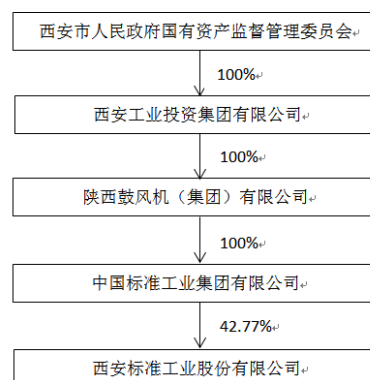 西安市人民政府国有资产监督管理委员会
100%
西安工业投资集团有限公司
100%
陕西鼓风机（集团）有限公司
100%
中国标准工业集团有限公司
42.77%
西安标准工业股份有限公司